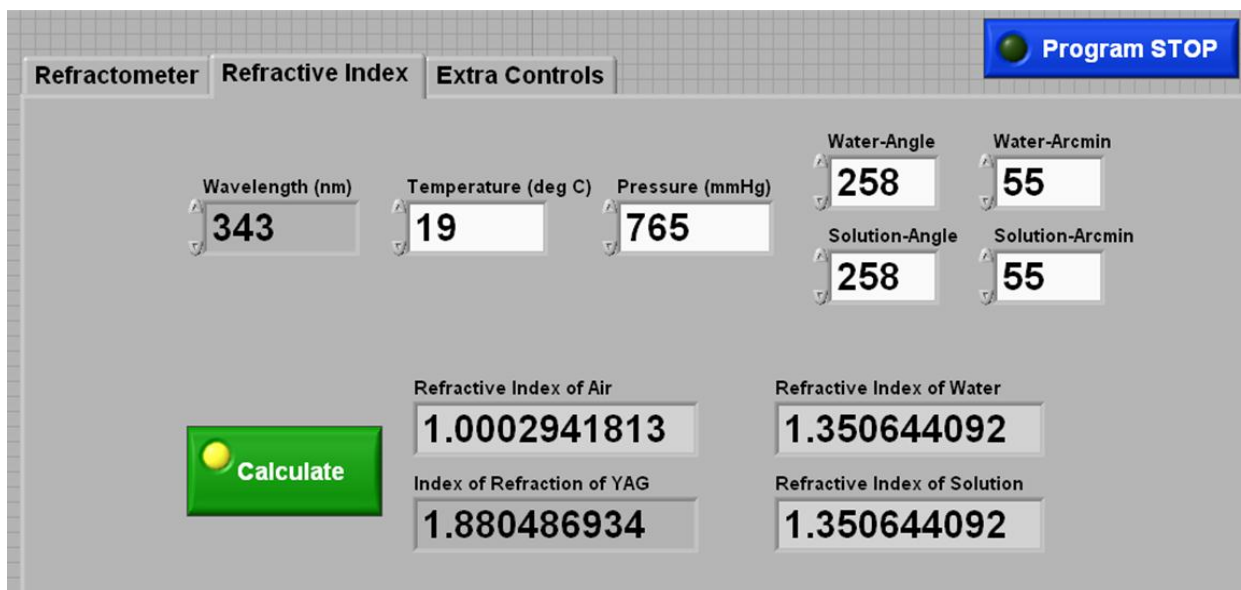 Program STOP
Refractometer Refractive Index Extra Controls
Water-Angle Water-Arcmin
258 55
Wavelength (nm) Temperature (deg C) Pressure (mmHg)
343 19 765
Solution-Angle Solution-Arcmin
258 55
Refractive Index of Air Refractive Index of Water
1.0002941813 1.350644092
Calculate
Index of Refraction of YAG Refractive Index of Solution
1.880486934 1.350644092